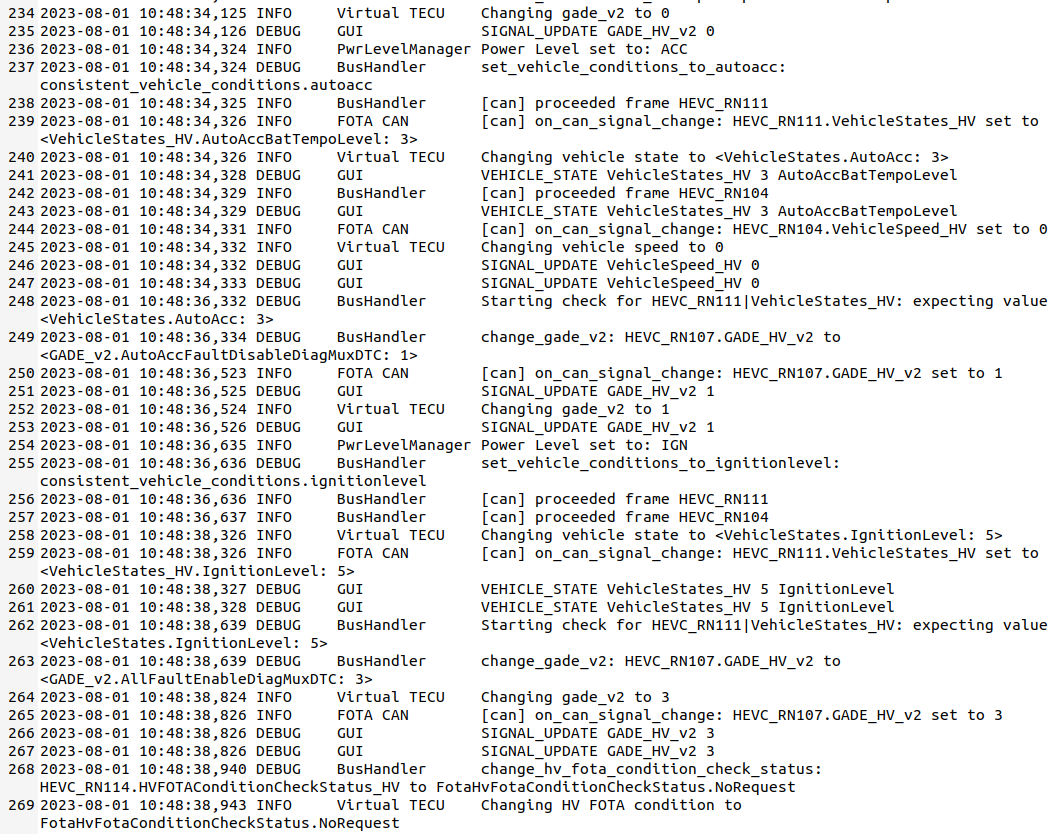 234 2023-08-01 10:48:34,125 INFO     Virtual TECU    Changing gade_v2 to 0
235 2023-08-01 10:48:34,126 DEBUG    GUI             SIGNAL_UPDATE GADE_HV_v2 0
236 2023-08-01 10:48:34,324 INFO     PwrLevelManager Power Level set to: ACC
237 2023-08-01 10:48:34,324 DEBUG    BusHandler      set_vehicle_conditions_to_autoacc:
consistent_vehicle_conditions.autoacc
238 2023-08-01 10:48:34,325 INFO     BusHandler      [can] proceeded frame HEVC_RN111
239 2023-08-01 10:48:34,326 INFO     FOTA CAN        [can] on_can_signal_change: HEVC_RN111.VehicleStates_HV set to
<VehicleStates_HV.AutoAccBatTempoLevel: 3>
240 2023-08-01 10:48:34,326 INFO     Virtual TECU    Changing vehicle state to <VehicleStates.AutoAcc: 3>
241 2023-08-01 10:48:34,328 DEBUG    GUI             VEHICLE_STATE VehicleStates_HV 3 AutoAccBatTempoLevel
242 2023-08-01 10:48:34,329 INFO     BusHandler      [can] proceeded frame HEVC_RN104
243 2023-08-01 10:48:34,329 DEBUG    GUI             VEHICLE_STATE VehicleStates_HV 3 AutoAccBatTempoLevel
244 2023-08-01 10:48:34,331 INFO     FOTA CAN        [can] on_can_signal_change: HEVC_RN104.VehicleSpeed_HV set to 0
245 2023-08-01 10:48:34,332 INFO     Virtual TECU    Changing vehicle speed to 0
246 2023-08-01 10:48:34,332 DEBUG    GUI             SIGNAL_UPDATE VehicleSpeed_HV 0
247 2023-08-01 10:48:34,333 DEBUG    GUI             SIGNAL_UPDATE VehicleSpeed_HV 0
248 2023-08-01 10:48:36,332 DEBUG    BusHandler      Starting check for HEVC_RN111|VehicleStates_HV: expecting value
<VehicleStates.AutoAcc: 3>
249 2023-08-01 10:48:36,334 DEBUG    BusHandler      change_gade_v2: HEVC_RN107.GADE_HV_v2 to
<GADE_v2.AutoAccFaultDisableDiagMuxDTC: 1>
250 2023-08-01 10:48:36,523 INFO     FOTA CAN        [can] on_can_signal_change: HEVC_RN107.GADE_HV_v2 set to 1
251 2023-08-01 10:48:36,525 DEBUG    GUI             SIGNAL_UPDATE GADE_HV_v2 1
252 2023-08-01 10:48:36,524 INFO     Virtual TECU    Changing gade_v2 to 1
253 2023-08-01 10:48:36,526 DEBUG    GUI             SIGNAL_UPDATE GADE_HV_v2 1
254 2023-08-01 10:48:36,635 INFO     PwrLevelManager Power Level set to: IGN
255 2023-08-01 10:48:36,636 DEBUG    BusHandler      set_vehicle_conditions_to_ignitionlevel:
consistent_vehicle_conditions.ignitionlevel
256 2023-08-01 10:48:36,636 INFO     BusHandler      [can] proceeded frame HEVC_RN111
257 2023-08-01 10:48:36,637 INFO     BusHandler      [can] proceeded frame HEVC_RN104
258 2023-08-01 10:48:38,326 INFO     Virtual TECU    Changing vehicle state to <VehicleStates.IgnitionLevel: 5>
259 2023-08-01 10:48:38,326 INFO     FOTA CAN        [can] on_can_signal_change: HEVC_RN111.VehicleStates_HV set to
<VehicleStates_HV.IgnitionLevel: 5>
260 2023-08-01 10:48:38,327 DEBUG    GUI             VEHICLE_STATE VehicleStates_HV 5 IgnitionLevel
261 2023-08-01 10:48:38,328 DEBUG    GUI             VEHICLE_STATE VehicleStates_HV 5 IgnitionLevel
262 2023-08-01 10:48:38,639 DEBUG    BusHandler      Starting check for HEVC_RN111|VehicleStates_HV: expecting value
<VehicleStates.IgnitionLevel: 5>
263 2023-08-01 10:48:38,639 DEBUG    BusHandler      change_gade_v2: HEVC_RN107.GADE_HV_v2 to
<GADE_v2.AllFaultEnableDiagMuxDTC: 3>
264 2023-08-01 10:48:38,824 INFO     Virtual TECU    Changing gade_v2 to 3
265 2023-08-01 10:48:38,826 INFO     FOTA CAN        [can] on_can_signal_change: HEVC_RN107.GADE_HV_v2 set to 3
266 2023-08-01 10:48:38,826 DEBUG    GUI             SIGNAL_UPDATE GADE_HV_v2 3
267 2023-08-01 10:48:38,826 DEBUG    GUI             SIGNAL_UPDATE GADE_HV_v2 3
268 2023-08-01 10:48:38,940 DEBUG    BusHandler      change_hv_fota_condition_check_status:
HEVC_RN114.HVFOTAConditionCheckStatus_HV to FotaHvFotaConditionCheckStatus.NoRequest
269 2023-08-01 10:48:38,943 INFO     Virtual TECU    Changing HV FOTA condition to
FotaHvFotaConditionCheckStatus.NoRequest